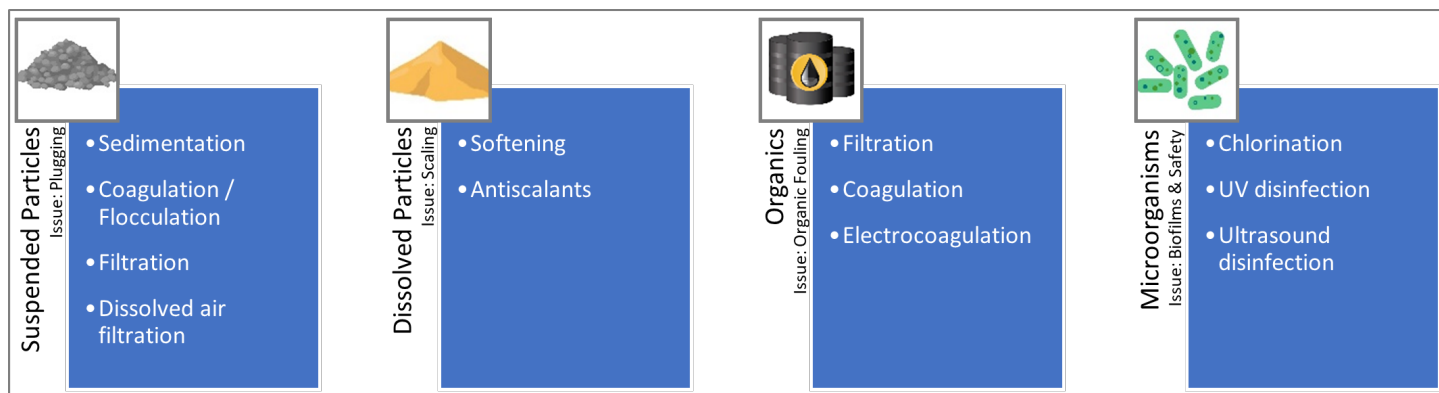 Suspended Particles
Issue: Plugging
•Sedimentation
•Coagulation /
Flocculation
•Filtration
•Dissolved air
filtration
Dissolved Particles
Issue: Scaling
•Softening
•Antiscalants
Organics
Issue: Organic Fouling
•Filtration
•Coagulation
•Electrocoagulation
Microorganisms
Issue: Biofilms & Safety
•Chlorination
•UV disinfection
•Ultrasound
disinfection